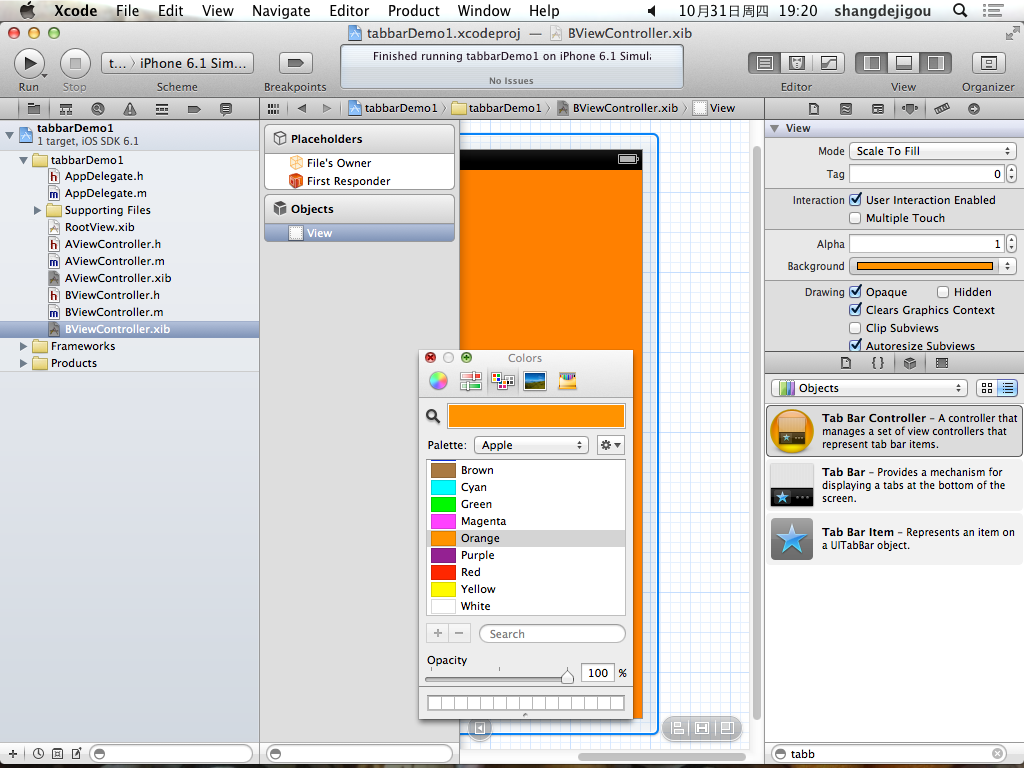 Xcode File Edit View Navigate Editor Product Window Help 10月31日周四 19:20 shangdejigou
tabbarDemo1.xcodeproj — BViewController.xib
t... iPhone 6.1 Sim...
Finished running tabbarDemo1 on iPhone 6.1 Simul
No Issues
Run Stop Scheme Breakpoints Editor View Organizer
tabbarDemo1 tabbarDemo1 BViewController.xib View
tabbarDemo1
1 target, iOS SDK 6.1
tabbarDemo1
AppDelegate.h
AppDelegate.m
Supporting Files
RootView.xib
AViewController.h
AViewController.m
AViewController.xib
BViewController.h
BViewController.m
BViewController.xib
Frameworks
Products
Placeholders
File's Owner
First Responder
Objects
View
Colors
Palette: Apple
Brown
Cyan
Green
Magenta
Orange
Purple
Red
Yellow
White
Search
Opacity
100 %
View
Mode Scale To Fill
Tag 0
Interaction User Interaction Enabled
Multiple Touch
Alpha 1
Background
Drawing Opaque Hidden
Clears Graphics Context
Clip Subviews
Autoresize Subviews
{ }
Objects
Tab Bar Controller – A controller that
manages a set of view controllers that
represent tab bar items.
Tab Bar – Provides a mechanism for
displaying a tabs at the bottom of the
screen.
Tab Bar Item – Represents an item on
a UITabBar object.
tabb